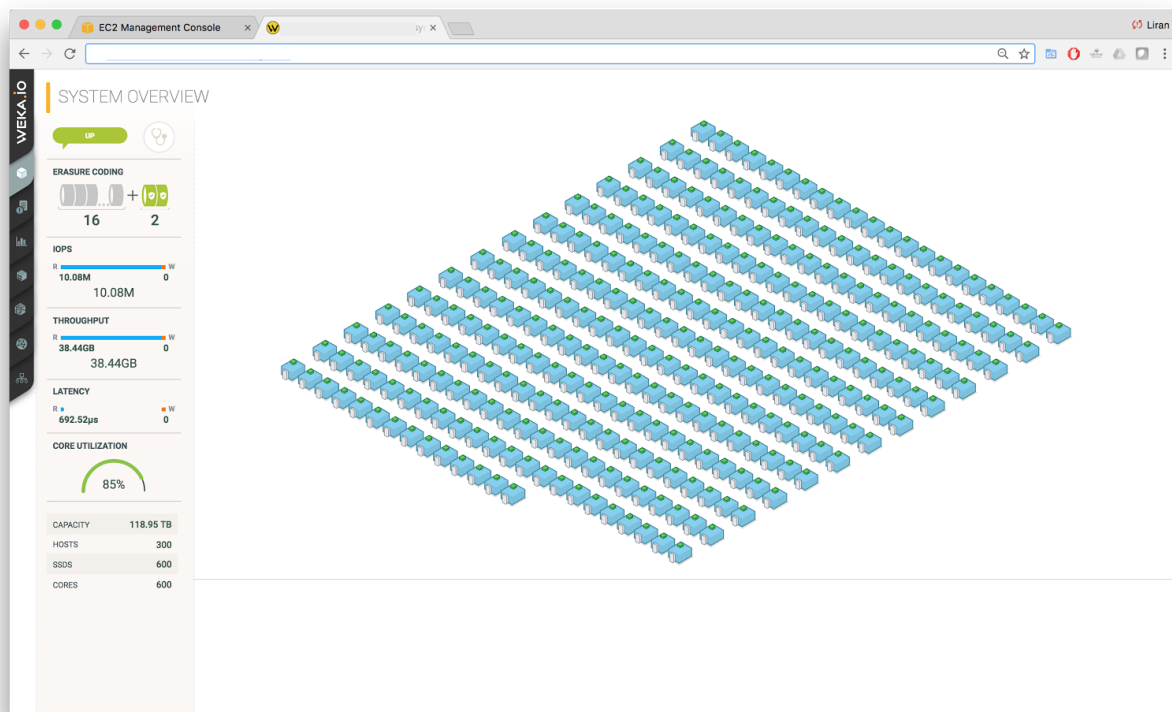 EC2 Management Console
Liran
WEKA.iO
SYSTEM OVERVIEW
UP
ERASURE CODING
16 + 2
IOPS
R W
10.08M 0
10.08M
THROUGHPUT
R W
38.44GB 0
38.44GB
LATENCY
R W
692.52µs 0
CORE UTILIZATION
85%
CAPACITY 118.95 TB
HOSTS 300
SSDS 600
CORES 600